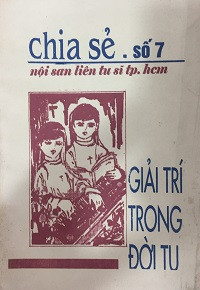 chia sẻ . số 7
nội san liên tu sĩ tp. hcm
GIẢI TRÍ
TRONG
ĐỜI TU